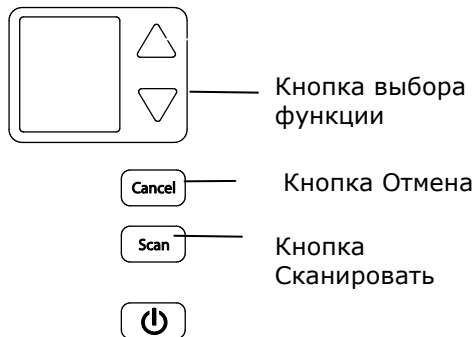 Кнопка выбора
функции
Cancel
Кнопка Отмена
Scan
Кнопка
Сканировать